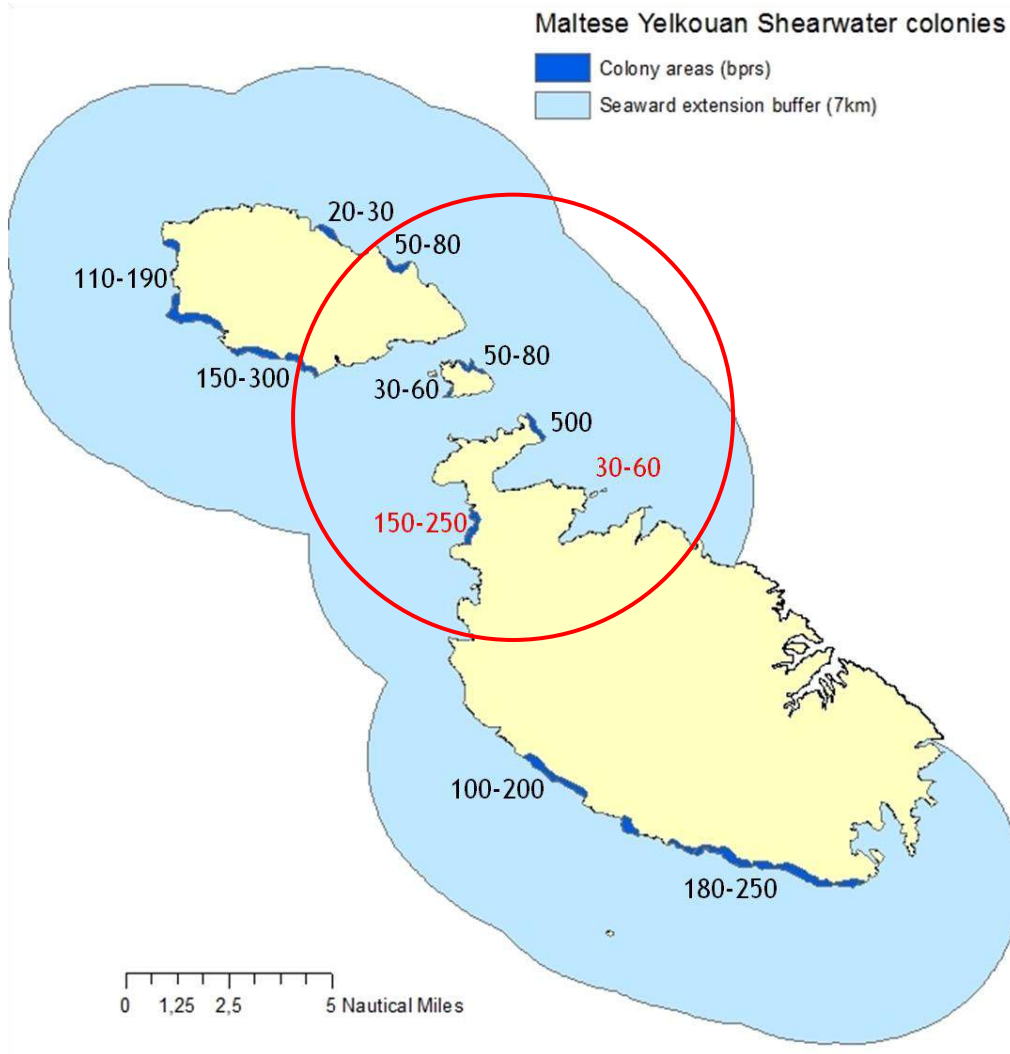 Maltese Yelkouan Shearwater colonies
Colony areas (bprs)
Seaward extension buffer (7km)
20-30
50-80
110-190
50-80
150-300
30-60
500
30-60
150-250
100-200
180-250
0 1,25 2,5 5 Nautical Miles